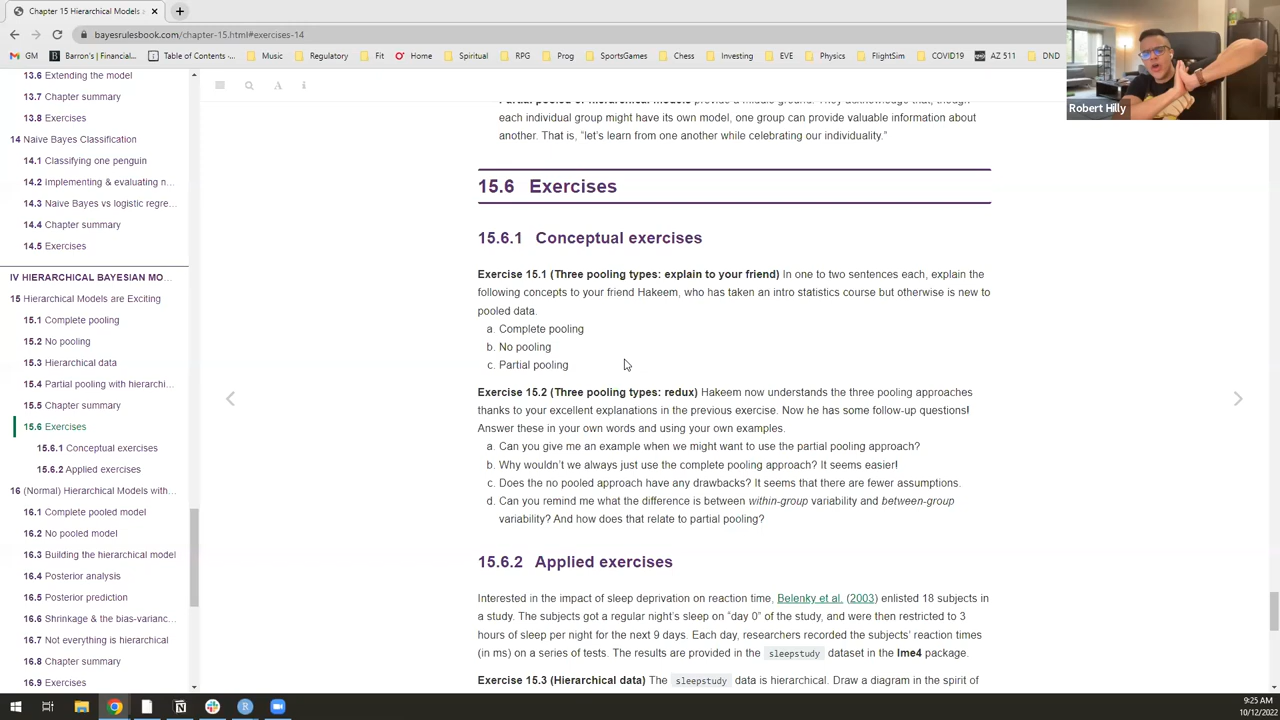 Chapter 15 Hierarchical Models a
bayesrulesbook.com/chapter-15.html#exercises-14
GM
Barron's | Financial...
Table of Contents -...
Music
Regulatory
Fit
Home
Spiritual
RPG
Prog
SportsGames
Chess
Investing
EVE
Physics
FlightSim
COVID19
AZ 511
DND
Robert Hilly
13.6 Extending the model
13.7 Chapter summary
13.8 Exercises
14 Naive Bayes Classification
14.1 Classifying one penguin
14.2 Implementing & evaluating n...
14.3 Naive Bayes vs logistic regre...
14.4 Chapter summary
14.5 Exercises
IV HIERARCHICAL BAYESIAN MO...
15 Hierarchical Models are Exciting
15.1 Complete pooling
15.2 No pooling
15.3 Hierarchical data
15.4 Partial pooling with hierarchi...
15.5 Chapter summary
15.6 Exercises
15.6.1 Conceptual exercises
15.6.2 Applied exercises
16 (Normal) Hierarchical Models with...
16.1 Complete pooled model
16.2 No pooled model
16.3 Building the hierarchical model
16.4 Posterior analysis
16.5 Posterior prediction
16.6 Shrinkage & the bias-varianc...
16.7 Not everything is hierarchical
16.8 Chapter summary
16.9 Exercises
Partial pooled or hierarchical models provide a middle ground. They acknowledge that, though
each individual group might have its own model, one group can provide valuable information about
another. That is, “let’s learn from one another while celebrating our individuality.”
15.6 Exercises
15.6.1 Conceptual exercises
Exercise 15.1 (Three pooling types: explain to your friend) In one to two sentences each, explain the
following concepts to your friend Hakeem, who has taken an intro statistics course but otherwise is new to
pooled data.
a. Complete pooling
b. No pooling
c. Partial pooling
Exercise 15.2 (Three pooling types: redux) Hakeem now understands the three pooling approaches
thanks to your excellent explanations in the previous exercise. Now he has some follow-up questions!
Answer these in your own words and using your own examples.
a. Can you give me an example when we might want to use the partial pooling approach?
b. Why wouldn’t we always just use the complete pooling approach? It seems easier!
c. Does the no pooled approach have any drawbacks? It seems that there are fewer assumptions.
d. Can you remind me what the difference is between within-group variability and between-group
variability? And how does that relate to partial pooling?
15.6.2 Applied exercises
Interested in the impact of sleep deprivation on reaction time, Belenky et al. (2003) enlisted 18 subjects in
a study. The subjects got a regular night’s sleep on “day 0” of the study, and were then restricted to 3
hours of sleep per night for the next 9 days. Each day, researchers recorded the subjects’ reaction times
(in ms) on a series of tests. The results are provided in the sleepstudy dataset in the lme4 package.
Exercise 15.3 (Hierarchical data) The sleepstudy data is hierarchical. Draw a diagram in the spirit of
9:25 AM
10/12/2022